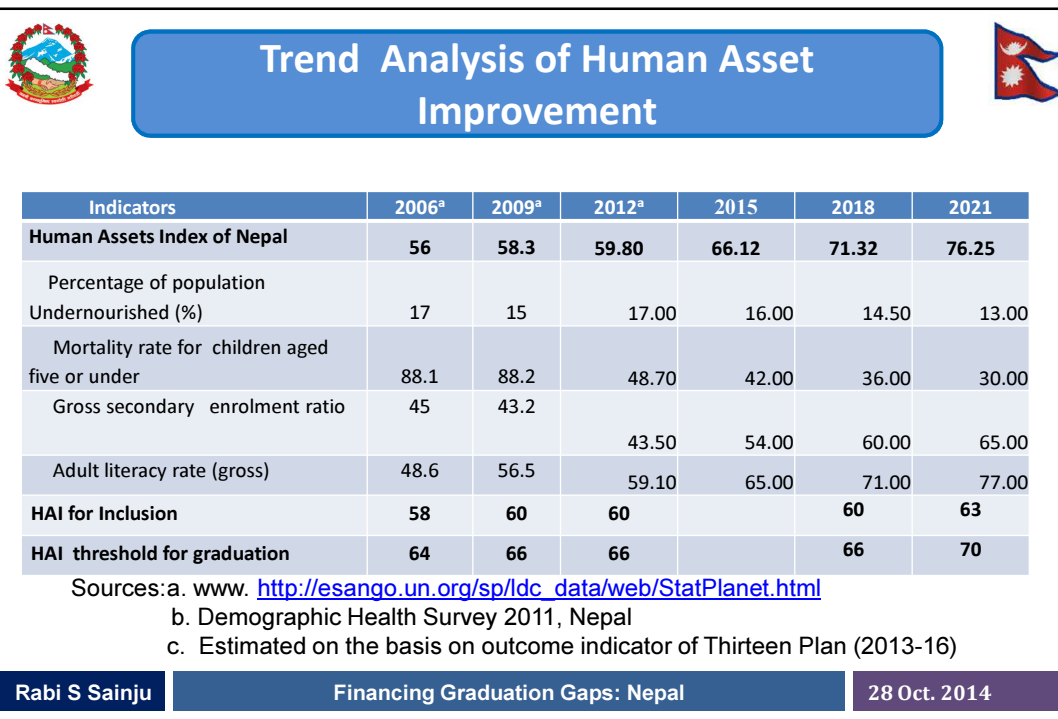 Trend Analysis of Human Asset
Improvement
Indicators 2006ᵃ 2009ᵃ 2012ᵃ 2015 2018 2021
Human Assets Index of Nepal 56 58.3 59.80 66.12 71.32 76.25
Percentage of population
Undernourished (%) 17 15 17.00 16.00 14.50 13.00
Mortality rate for children aged
five or under 88.1 88.2 48.70 42.00 36.00 30.00
Gross secondary enrolment ratio 45 43.2 43.50 54.00 60.00 65.00
Adult literacy rate (gross) 48.6 56.5 59.10 65.00 71.00 77.00
HAI for Inclusion 58 60 60 60 63
HAI threshold for graduation 64 66 66 66 70
Sources:a. www. http://esango.un.org/sp/ldc_data/web/StatPlanet.html
b. Demographic Health Survey 2011, Nepal
c. Estimated on the basis on outcome indicator of Thirteen Plan (2013-16)
Rabi S Sainju Financing Graduation Gaps: Nepal 28 Oct. 2014